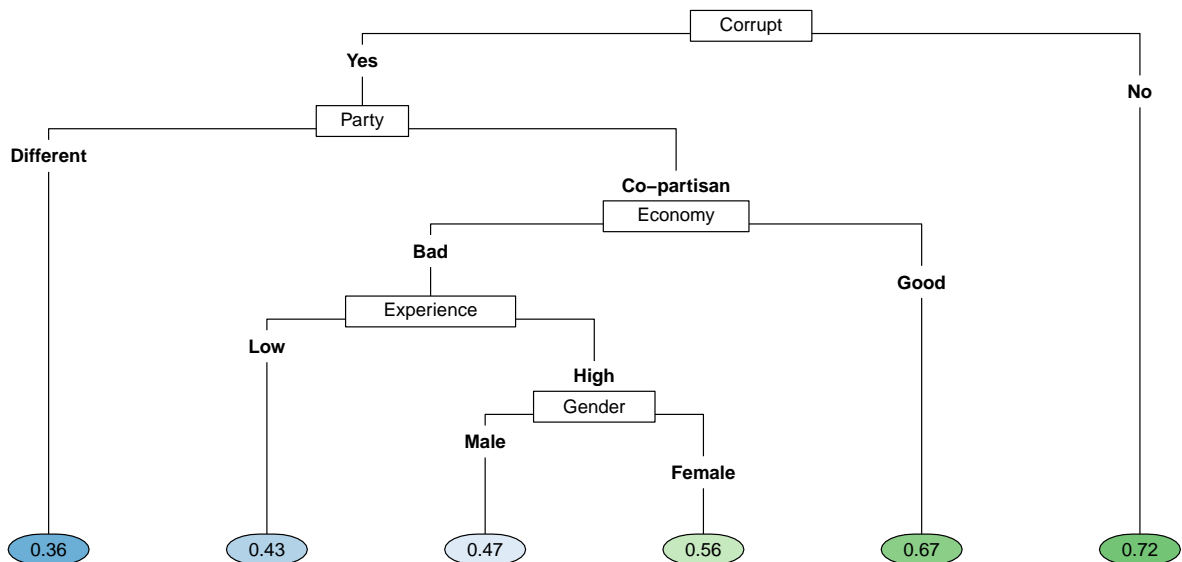 Corrupt
Yes
No
Party
Different
Co−partisan
Economy
Bad
Good
Experience
Low
High
Gender
Male
Female
0.36
0.43
0.47
0.56
0.67
0.72